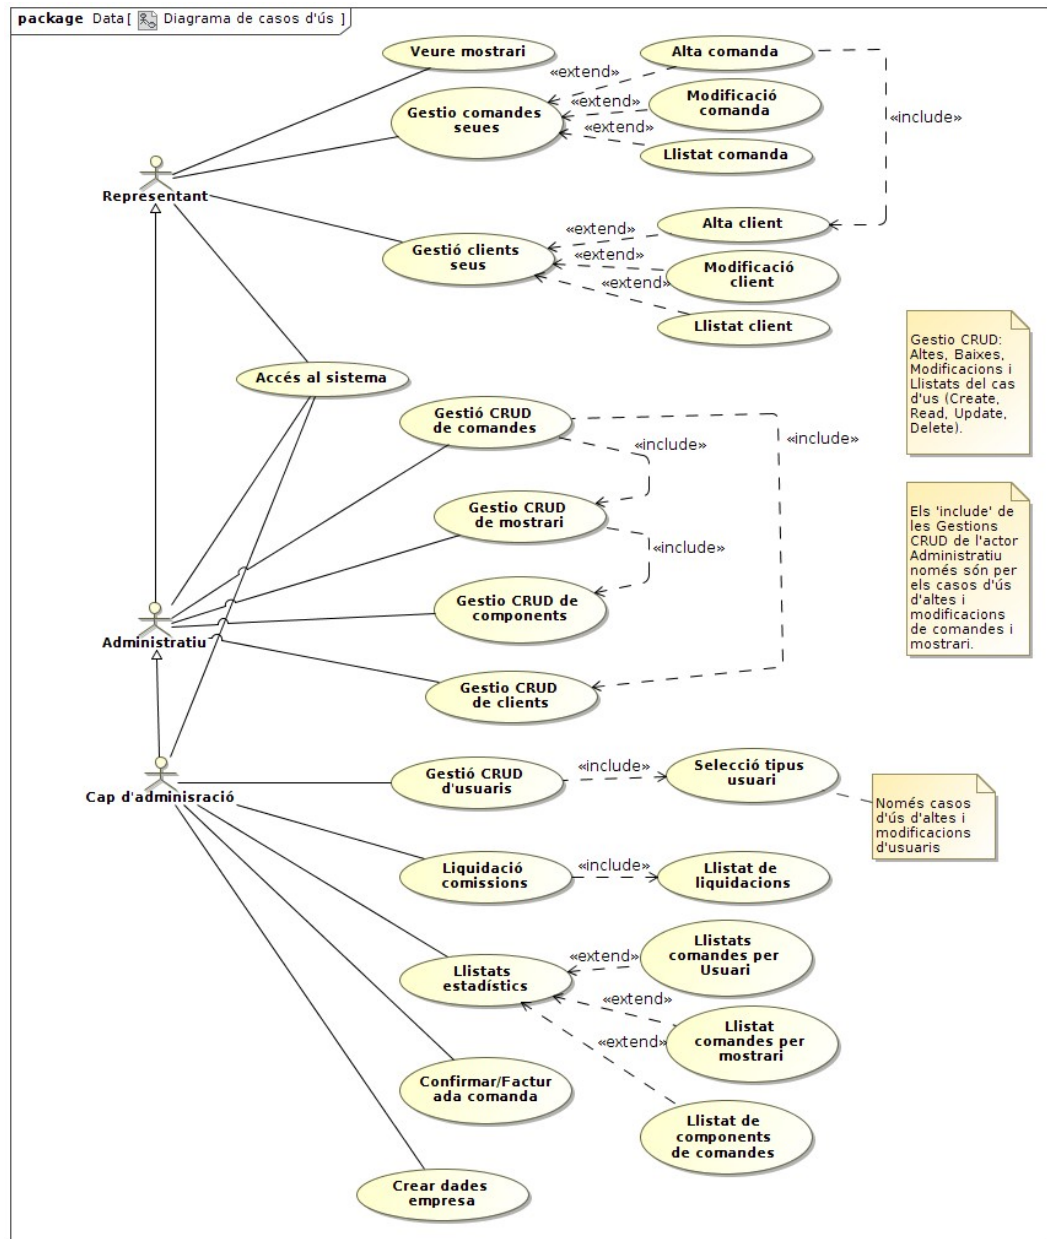 package Data [ Diagrama de casos d'ús ]
Veure mostrari
Alta comanda
«extend»
Gestio comandes
seues
«extend»
Modificació
comanda
«include»
«extend»
Llistat comanda
Representant
Alta client
«extend»
Gestió clients
seus
«extend»
Modificació
client
«extend»
Llistat client
Gestio CRUD:
Altes, Baixes,
Modificacions i
Llistats del cas
d'us (Create,
Read, Update,
Delete).
Accés al sistema
Gestió CRUD
de comandes
«include»
«include»
Gestio CRUD
de mostrari
«include»
Els 'include' de
les Gestions
CRUD de l'actor
Administratiu
només són per
els casos d'ús
d'altes i
modificacions
de comandes i
mostrari.
Gestio CRUD de
components
Administratiu
Gestio CRUD
de clients
Cap d'adminisració
Gestió CRUD
d'usuaris
«include»
Selecció tipus
usuari
Només casos
d'ús d'altes i
modificacions
d'usuaris
Liquidació
comissions
«include»
Llistat de
liquidacions
Llistats
estadístics
«extend»
Llistats
comandes per
Usuari
«extend»
Llistat
comandes per
mostrari
«extend»
Confirmar/Factur
ada comanda
Llistat de
components
de comandes
Crear dades
empresa